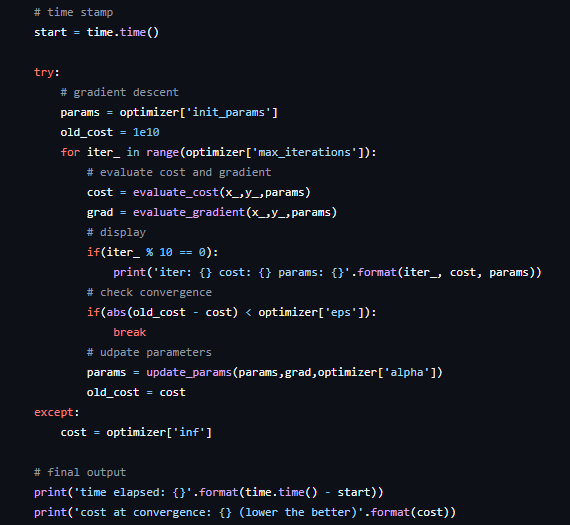 # time stamp
start = time.time()
try:
# gradient descent
params = optimizer['init_params']
old_cost = 1e10
for iter_ in range(optimizer['max_iterations']):
# evaluate cost and gradient
cost = evaluate_cost(x_,y_,params)
grad = evaluate_gradient(x_,y_,params)
# display
if(iter_ % 10 == 0):
print('iter: {} cost: {} params: {}'.format(iter_, cost, params))
# check convergence
if(abs(old_cost - cost) < optimizer['eps']):
break
# udpate parameters
params = update_params(params,grad,optimizer['alpha'])
old_cost = cost
except:
cost = optimizer['inf']
# final output
print('time elapsed: {}'.format(time.time() - start))
print('cost at convergence: {} (lower the better)'.format(cost))